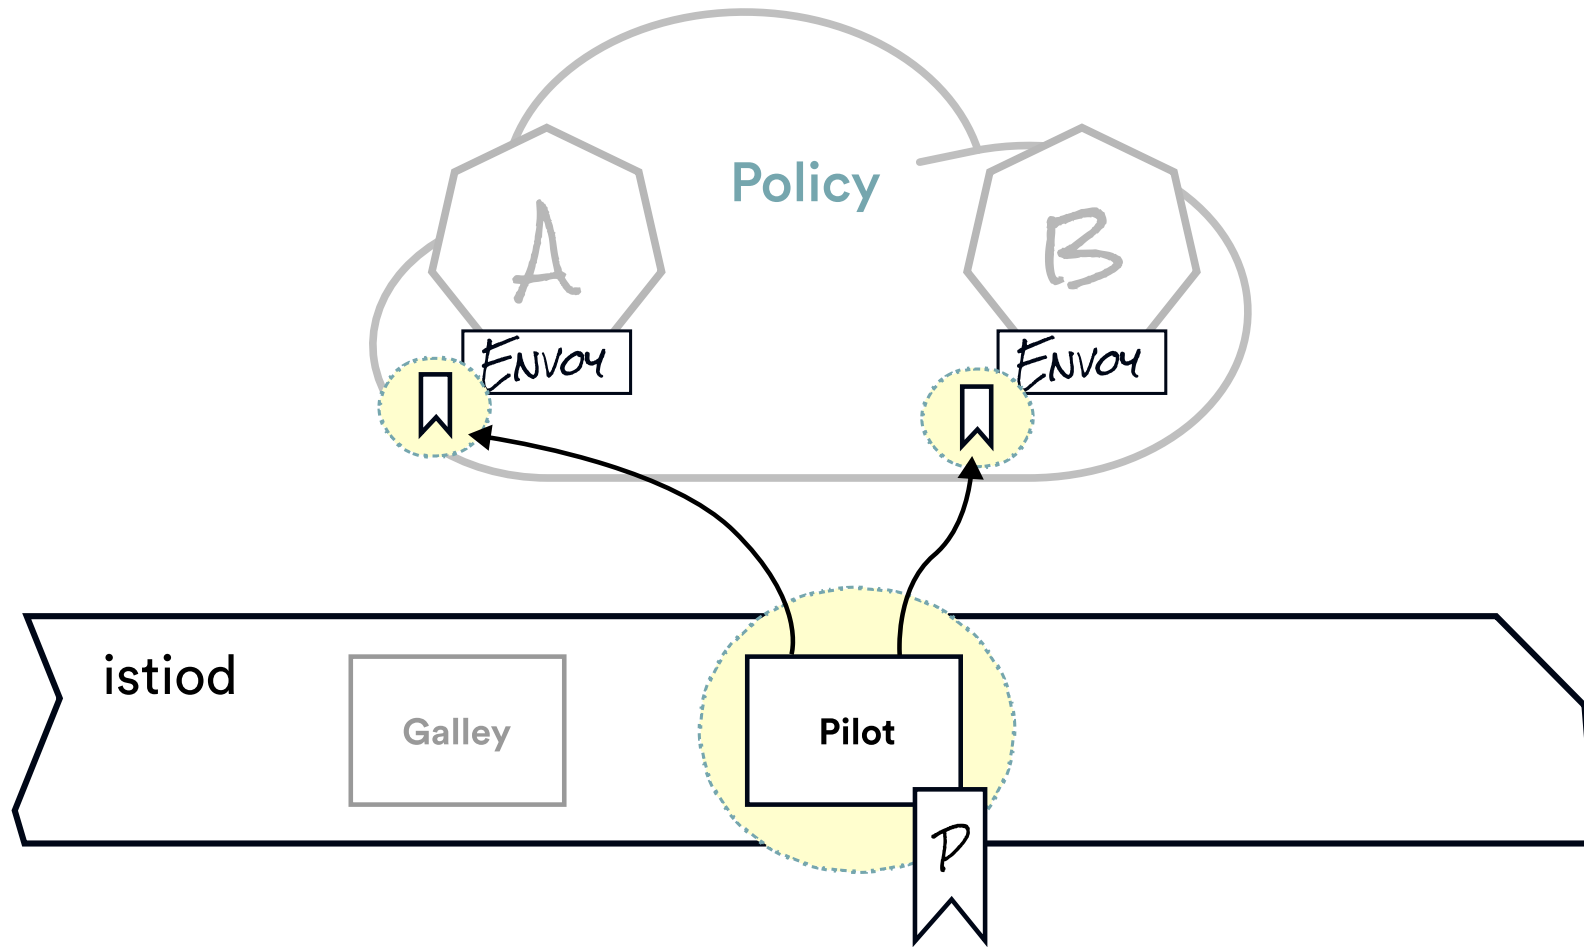 Policy
A
B
ENVOY
ENVOY
istiod
Galley
Pilot
P